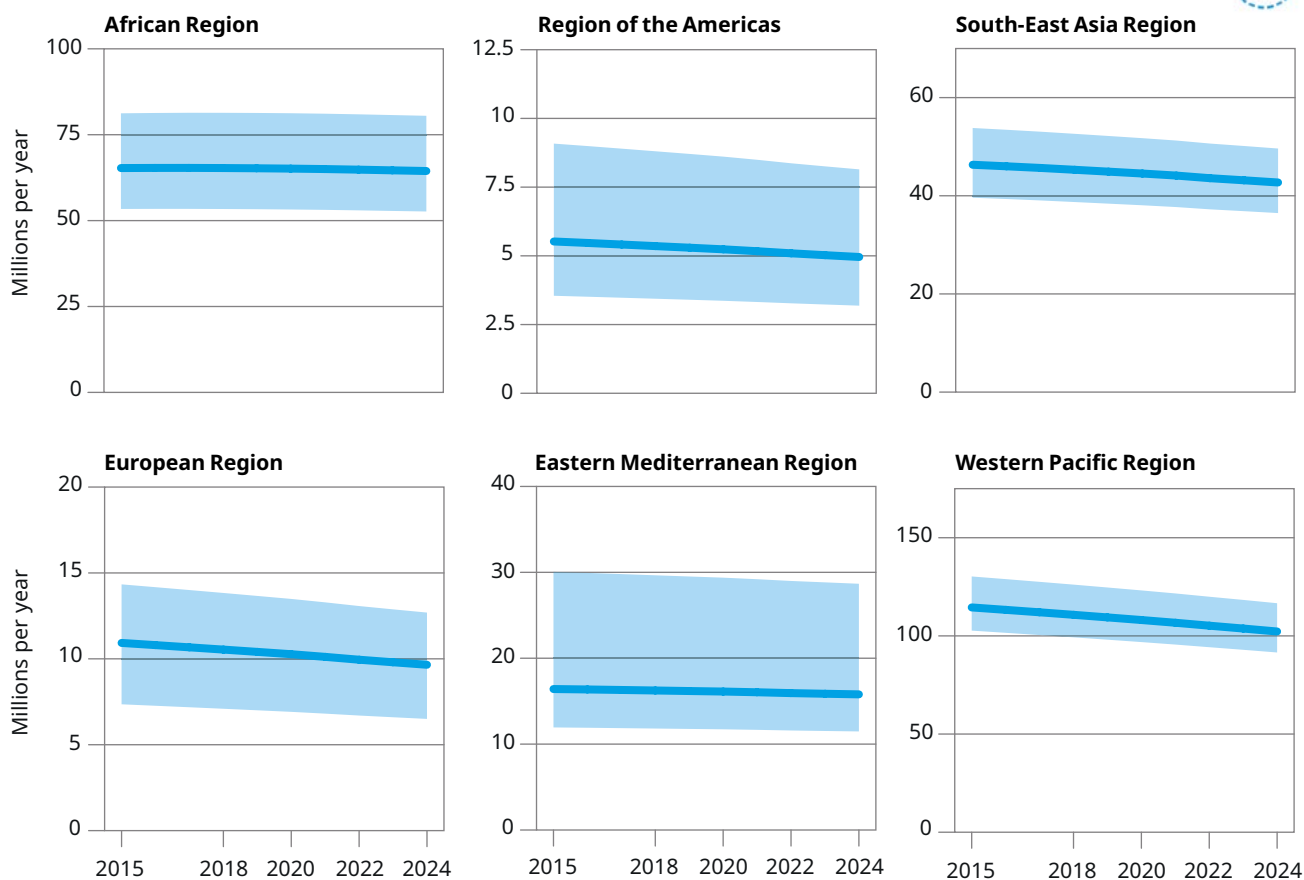 African Region
Region of the Americas
South-East Asia Region
Millions per year
100
75
50
25
0
12.5
10
7.5
5
2.5
0
60
40
20
0
European Region
Eastern Mediterranean Region
Western Pacific Region
Millions per year
20
15
10
5
0
2015 2018 2020 2022 2024
40
30
20
10
0
2015 2018 2020 2022 2024
150
100
50
0
2015 2018 2020 2022 2024